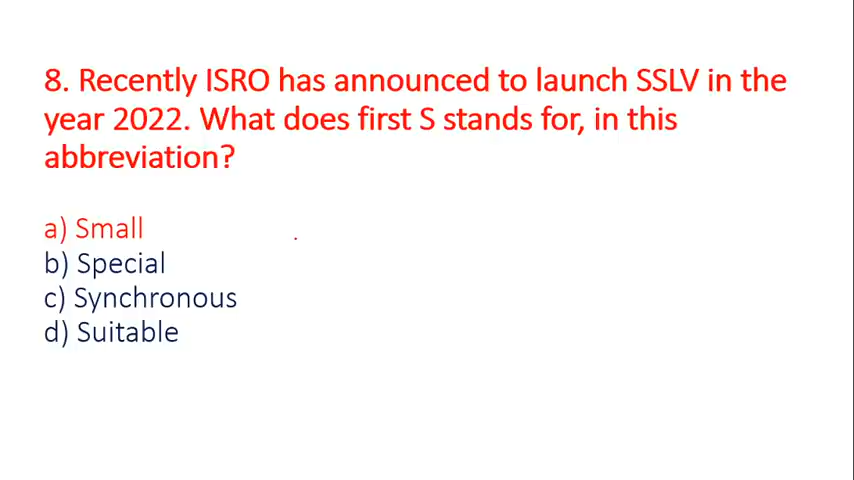 8. Recently ISRO has announced to launch SSLV in the
year 2022. What does first S stands for, in this
abbreviation?
a) Small
b) Special
c) Synchronous
d) Suitable